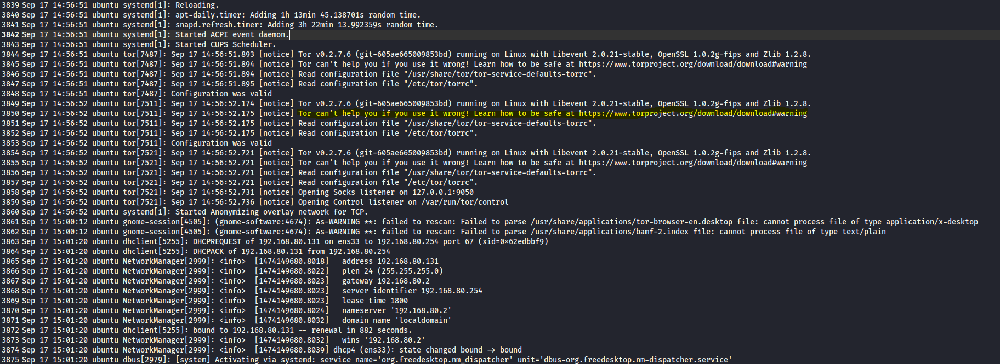 3839 Sep 17 14:56:51 ubuntu systemd[1]: Reloading.
3840 Sep 17 14:56:51 ubuntu systemd[1]: apt-daily.timer: Adding 1h 13min 45.138701s random time.
3841 Sep 17 14:56:51 ubuntu systemd[1]: snapd.refresh.timer: Adding 3h 22min 13.992359s random time.
3842 Sep 17 14:56:51 ubuntu systemd[1]: Started ACPI event daemon.
3843 Sep 17 14:56:51 ubuntu systemd[1]: Started CUPS Scheduler.
3844 Sep 17 14:56:51 ubuntu tor[7487]: Sep 17 14:56:51.893 [notice] Tor v0.2.7.6 (git-605ae665009853bd) running on Linux with Libevent 2.0.21-stable, OpenSSL 1.0.2g-fips and Zlib 1.2.8.
3845 Sep 17 14:56:51 ubuntu tor[7487]: Sep 17 14:56:51.894 [notice] Tor can't help you if you use it wrong! Learn how to be safe at https://www.torproject.org/download/download#warning
3846 Sep 17 14:56:51 ubuntu tor[7487]: Sep 17 14:56:51.894 [notice] Read configuration file "/usr/share/tor/tor-service-defaults-torrc".
3847 Sep 17 14:56:51 ubuntu tor[7487]: Sep 17 14:56:51.895 [notice] Read configuration file "/etc/tor/torrc".
3848 Sep 17 14:56:51 ubuntu tor[7487]: Configuration was valid
3849 Sep 17 14:56:52 ubuntu tor[7511]: Sep 17 14:56:52.174 [notice] Tor v0.2.7.6 (git-605ae665009853bd) running on Linux with Libevent 2.0.21-stable, OpenSSL 1.0.2g-fips and Zlib 1.2.8.
3850 Sep 17 14:56:52 ubuntu tor[7511]: Sep 17 14:56:52.175 [notice] Tor can't help you if you use it wrong! Learn how to be safe at https://www.torproject.org/download/download#warning
3851 Sep 17 14:56:52 ubuntu tor[7511]: Sep 17 14:56:52.175 [notice] Read configuration file "/usr/share/tor/tor-service-defaults-torrc".
3852 Sep 17 14:56:52 ubuntu tor[7511]: Sep 17 14:56:52.175 [notice] Read configuration file "/etc/tor/torrc".
3853 Sep 17 14:56:52 ubuntu tor[7511]: Configuration was valid
3854 Sep 17 14:56:52 ubuntu tor[7521]: Sep 17 14:56:52.721 [notice] Tor v0.2.7.6 (git-605ae665009853bd) running on Linux with Libevent 2.0.21-stable, OpenSSL 1.0.2g-fips and Zlib 1.2.8.
3855 Sep 17 14:56:52 ubuntu tor[7521]: Sep 17 14:56:52.721 [notice] Tor can't help you if you use it wrong! Learn how to be safe at https://www.torproject.org/download/download#warning
3856 Sep 17 14:56:52 ubuntu tor[7521]: Sep 17 14:56:52.721 [notice] Read configuration file "/usr/share/tor/tor-service-defaults-torrc".
3857 Sep 17 14:56:52 ubuntu tor[7521]: Sep 17 14:56:52.721 [notice] Read configuration file "/etc/tor/torrc".
3858 Sep 17 14:56:52 ubuntu tor[7521]: Sep 17 14:56:52.731 [notice] Opening Socks listener on 127.0.0.1:9050
3859 Sep 17 14:56:52 ubuntu tor[7521]: Sep 17 14:56:52.736 [notice] Opening Control listener on /var/run/tor/control
3860 Sep 17 14:56:52 ubuntu systemd[1]: Started Anonymizing overlay network for TCP.
3861 Sep 17 15:00:12 ubuntu gnome-session[4505]: (gnome-software:4674): As-WARNING **: failed to rescan: Failed to parse /usr/share/applications/tor-browser-en.desktop file: cannot process file of type application/x-desktop
3862 Sep 17 15:00:12 ubuntu gnome-session[4505]: (gnome-software:4674): As-WARNING **: failed to rescan: Failed to parse /usr/share/applications/bamf-2.index file: cannot process file of type text/plain
3863 Sep 17 15:01:20 ubuntu dhclient[5255]: DHCPREQUEST of 192.168.80.131 on ens33 to 192.168.80.254 port 67 (xid=0×62edbbf9)
3864 Sep 17 15:01:20 ubuntu dhclient[5255]: DHCPACK of 192.168.80.131 from 192.168.80.254
3865 Sep 17 15:01:20 ubuntu NetworkManager[2999]: <info>  [1474149680.8018]   address 192.168.80.131
3866 Sep 17 15:01:20 ubuntu NetworkManager[2999]: <info>  [1474149680.8022]   plen 24 (255.255.255.0)
3867 Sep 17 15:01:20 ubuntu NetworkManager[2999]: <info>  [1474149680.8023]   gateway 192.168.80.2
3868 Sep 17 15:01:20 ubuntu NetworkManager[2999]: <info>  [1474149680.8023]   server identifier 192.168.80.254
3869 Sep 17 15:01:20 ubuntu NetworkManager[2999]: <info>  [1474149680.8023]   lease time 1800
3870 Sep 17 15:01:20 ubuntu NetworkManager[2999]: <info>  [1474149680.8024]   nameserver '192.168.80.2'
3871 Sep 17 15:01:20 ubuntu NetworkManager[2999]: <info>  [1474149680.8032]   domain name 'localdomain'
3872 Sep 17 15:01:20 ubuntu dhclient[5255]: bound to 192.168.80.131 -- renewal in 882 seconds.
3873 Sep 17 15:01:20 ubuntu NetworkManager[2999]: <info>  [1474149680.8032]   wins '192.168.80.2'
3874 Sep 17 15:01:20 ubuntu NetworkManager[2999]: <info>  [1474149680.8039] dhcp4 (ens33): state changed bound → bound
3875 Sep 17 15:01:20 ubuntu dbus[2979]: [system] Activating via systemd: service name='org.freedesktop.nm_dispatcher' unit='dbus-org.freedesktop.nm-dispatcher.service'